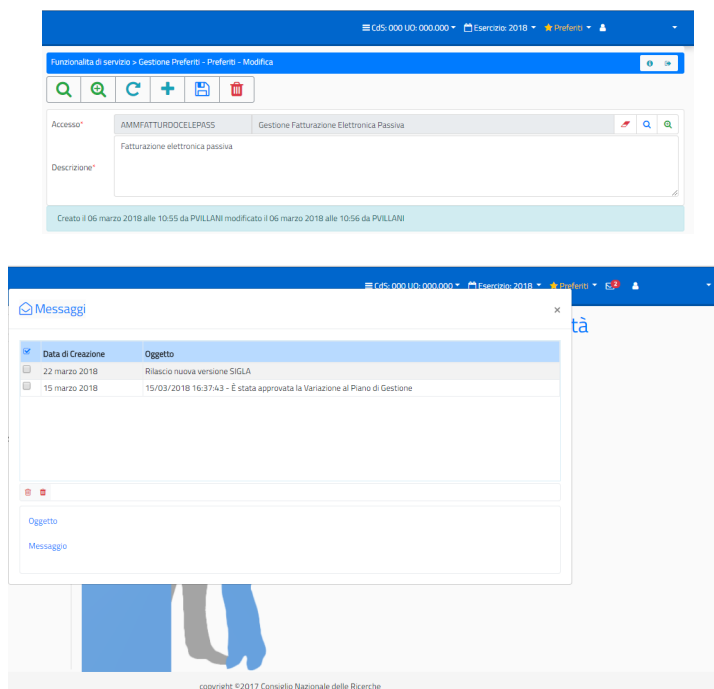 CdS: 000 UO: 000.000 Esercizio: 2018 Preferiti
Funzionalita di servizio > Gestione Preferiti - Preferiti - Modifica
Accesso* AMMFATTURDOCELEPASS Gestione Fatturazione Elettronica Passiva
Fatturazione elettronica passiva
Descrizione*
Creato il 06 marzo 2018 alle 10:55 da PVILLANI modificato il 06 marzo 2018 alle 10:56 da PVILLANI
CdS: 000 UO: 000.000 Esercizio: 2018 Preferiti 2
Messaggi ×
tà
Data di Creazione Oggetto
22 marzo 2018 Rilascio nuova versione SIGLA
15 marzo 2018 15/03/2018 16:37:43 - È stata approvata la Variazione al Piano di Gestione
Oggetto
Messaggio
copyright ©2017 Consiglio Nazionale delle Ricerche